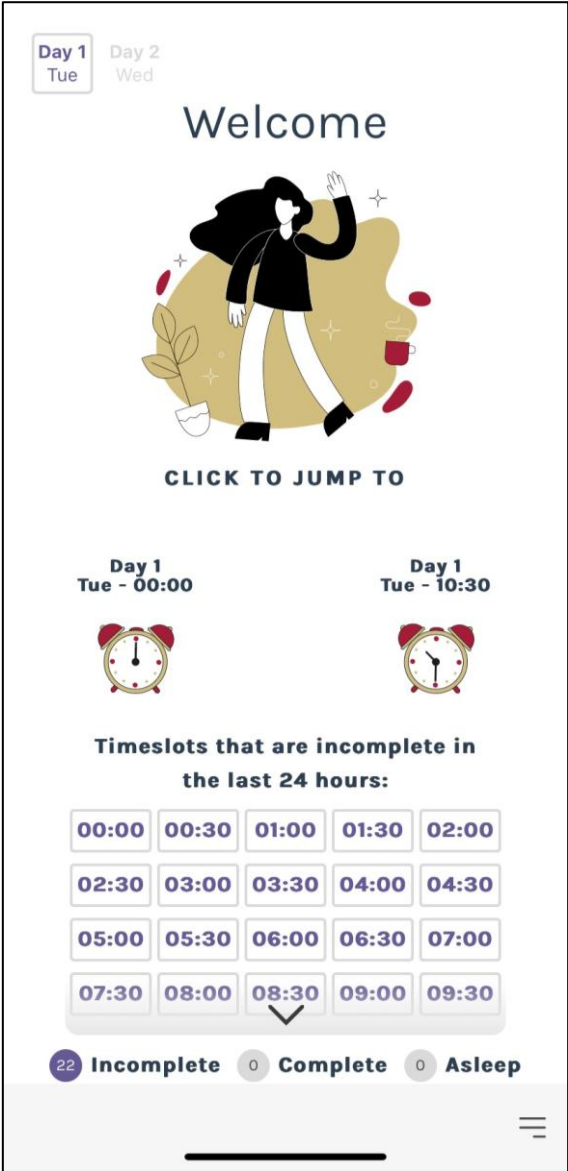 Day 1 Day 2
Tue Wed
Welcome
CLICK TO JUMP TO
Day 1 Day 1
Tue - 00:00 Tue - 10:30
Timeslots that are incomplete in
the last 24 hours:
00:00 00:30 01:00 01:30 02:00
02:30 03:00 03:30 04:00 04:30
05:00 05:30 06:00 06:30 07:00
07:30 08:00 08:30 09:00 09:30
22 Incomplete 0 Complete 0 Asleep